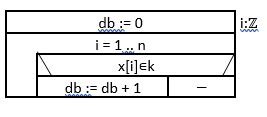 db := 0
i:ℤ
i = 1 .. n
x[i]∊k
db := db + 1
–